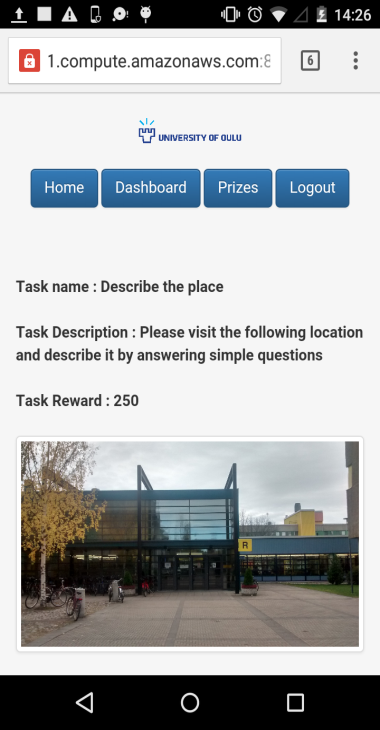 14:26
1.compute.amazonaws.com:8
6
UNIVERSITY OF OULU
Home Dashboard Prizes Logout
Task name : Describe the place
Task Description : Please visit the following location
and describe it by answering simple questions
Task Reward : 250
R